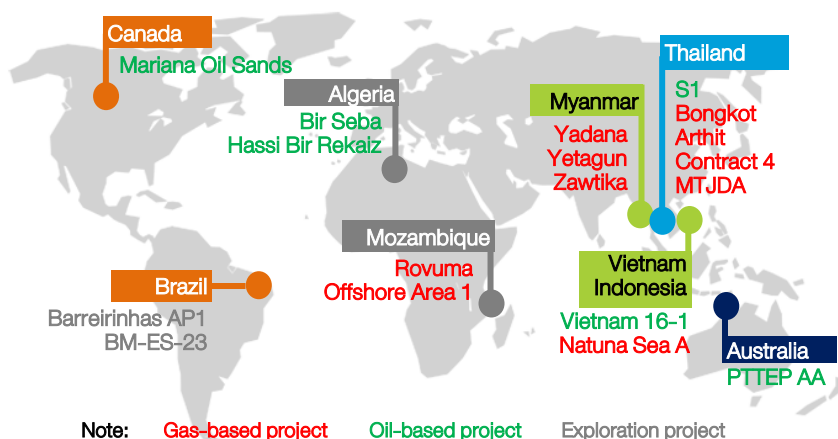 Canada
Mariana Oil Sands
Algeria
Bir Seba
Hassi Bir Rekaiz
Myanmar
Yadana
Yetagun
Zawtika
Thailand
S1
Bongkot
Arthit
Contract 4
MTJDA
Mozambique
Rovuma
Offshore Area 1
Brazil
Barreirinhas AP1
BM-ES-23
Vietnam
Indonesia
Vietnam 16-1
Natuna Sea A
Australia
PTTEP AA
Note: Gas-based project Oil-based project Exploration project